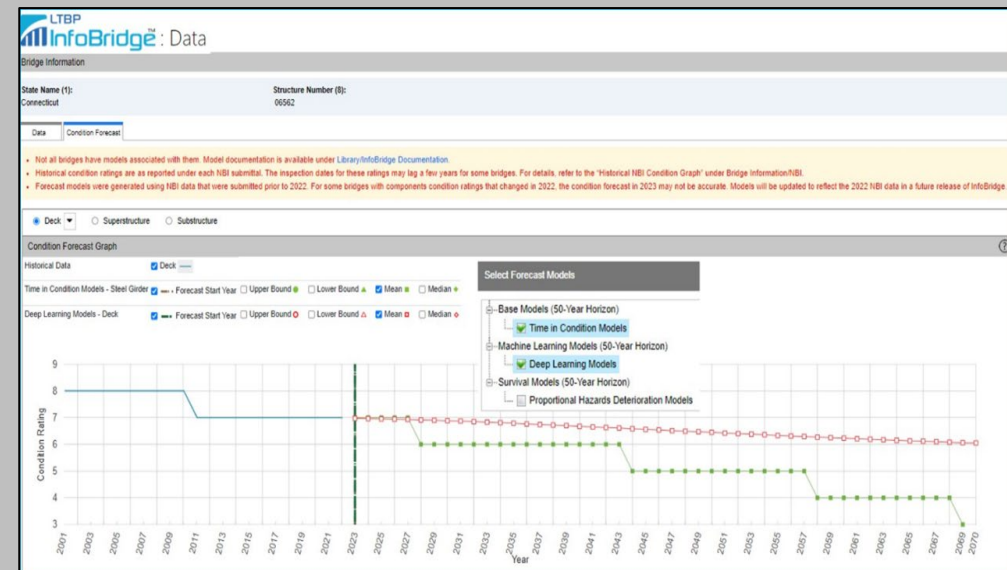 LTBP
InfoBridge™ : Data
Bridge Information
State Name (1): Structure Number (8):
Connecticut 06562
Data Condition Forecast
• Not all bridges have models associated with them. Model documentation is available under Library/InfoBridge Documentation.
• Historical condition ratings are as reported under each NBI submittal. The inspection dates for these ratings may lag a few years for some bridges. For details, refer to the "Historical NBI Condition Graph" under Bridge Information/NBI.
• Forecast models were generated using NBI data that were submitted prior to 2022. For some bridges with components condition ratings that changed in 2022, the condition forecast in 2023 may not be accurate. Models will be updated to reflect the 2022 NBI data in a future release of InfoBridge.
Deck Superstructure Substructure
Condition Forecast Graph ?
Historical Data Deck
Time in Condition Models - Steel Girder Forecast Start Year Upper Bound Lower Bound Mean Median
Deep Learning Models - Deck Forecast Start Year Upper Bound Lower Bound Mean Median
Select Forecast Models
Base Models (50-Year Horizon)
Time in Condition Models
Machine Learning Models (50-Year Horizon)
Deep Learning Models
Survival Models (50-Year Horizon)
Proportional Hazards Deterioration Models
9
8
7
6
5
4
3
Condition Rating
2001 2003 2005 2007 2009 2011 2013 2015 2017 2019 2021 2023 2025 2027 2029 2031 2033 2035 2037 2039 2041 2043 2045 2047 2049 2051 2053 2055 2057 2059 2061 2063 2065 2067 2069 2070
Year